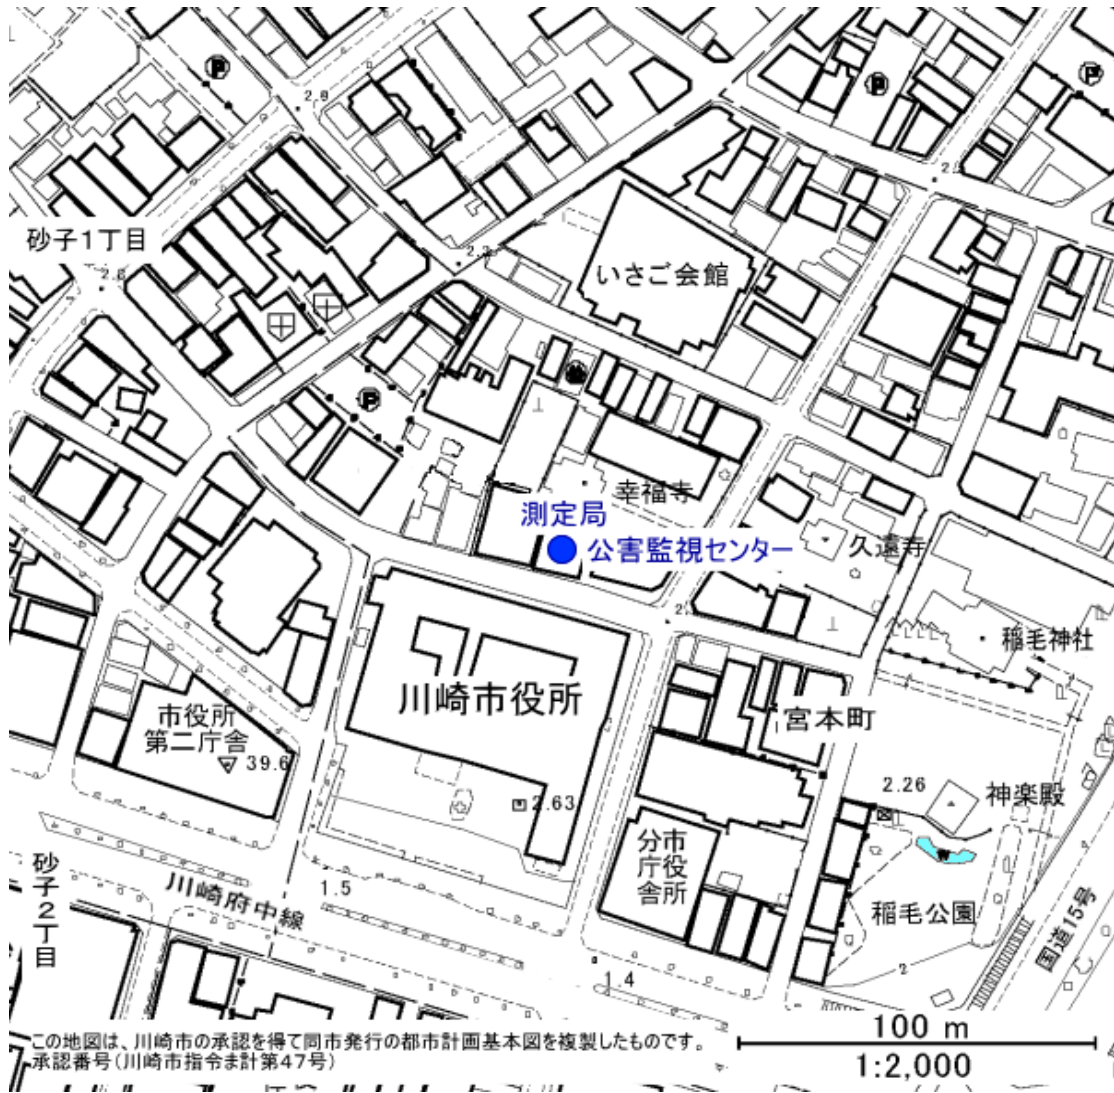 P
P
P
2.8
2.
砂子1丁目
2.3
2.8
いさご会館
P
幸福寺
測定局
公害監視センター
久遠寺
2.
稲毛神社
川崎市役所
宮本町
市役所
第二庁舎
39.6
2.63
2.26
神楽殿
市役所
分庁舎
砂子2丁目
川崎府中線
1.5
稲毛公園
国道15号
2
1.4
この地図は、川崎市の承認を得て同市発行の都市計画基本図を複製したものです。
承認番号(川崎市指令ま計第47号)
100 m
1:2,000